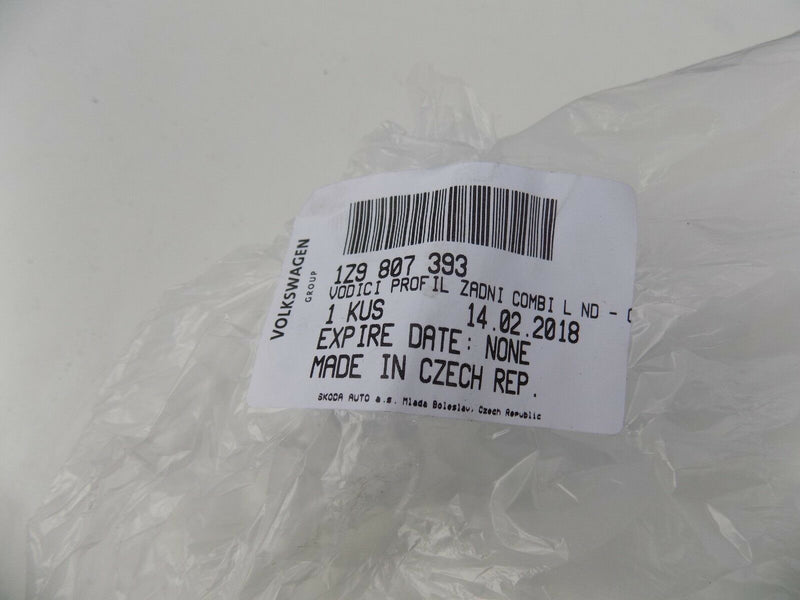 VOLKSWAGEN
GROUP
1Z9 807 393
VODICI PROFIL ZADNI COMBI L ND -
1 KUS 14.02.2018
EXPIRE DATE: NONE
MADE IN CZECH REP.
SKODA AUTO a.s. Mlada Boleslav, Czech Republic